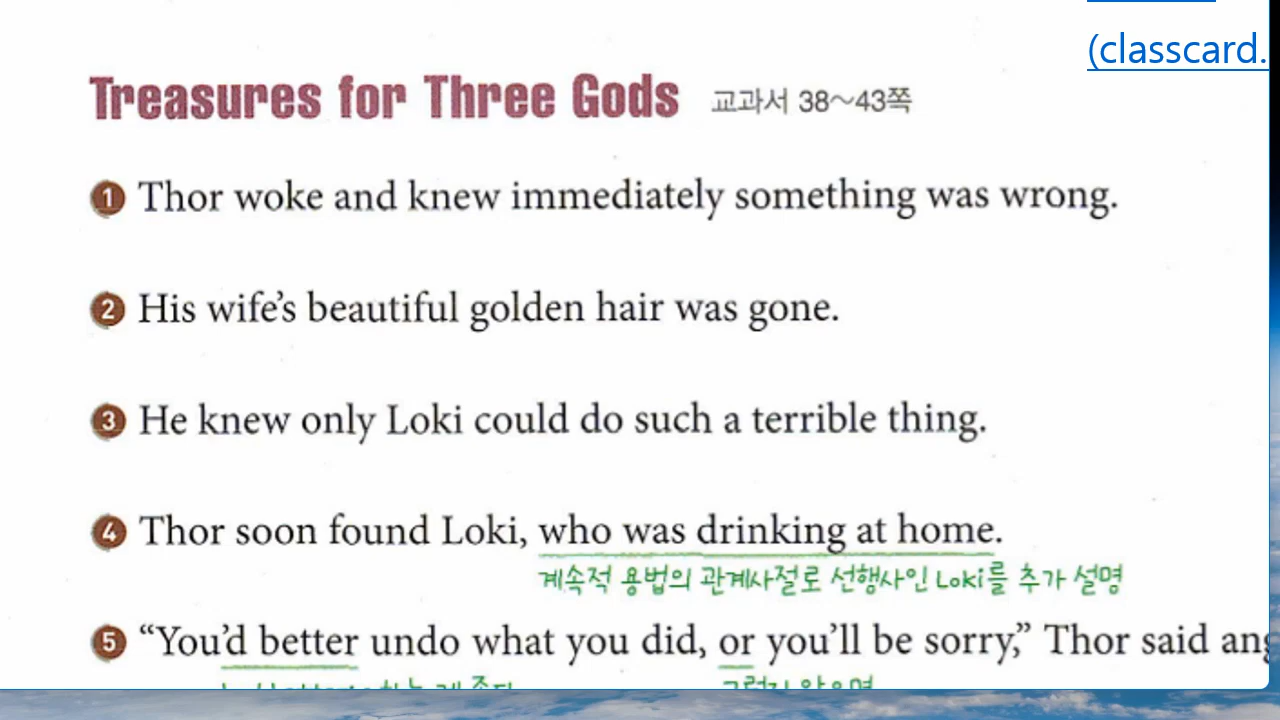 (classcard.
Treasures for Three Gods 교과서 38~43쪽
1 Thor woke and knew immediately something was wrong.
2 His wife's beautiful golden hair was gone.
3 He knew only Loki could do such a terrible thing.
4 Thor soon found Loki, who was drinking at home.
계속적 용법의 관계사절로 선행사인 Loki를 추가 설명
5 “You'd better undo what you did, or you'll be sorry,” Thor said